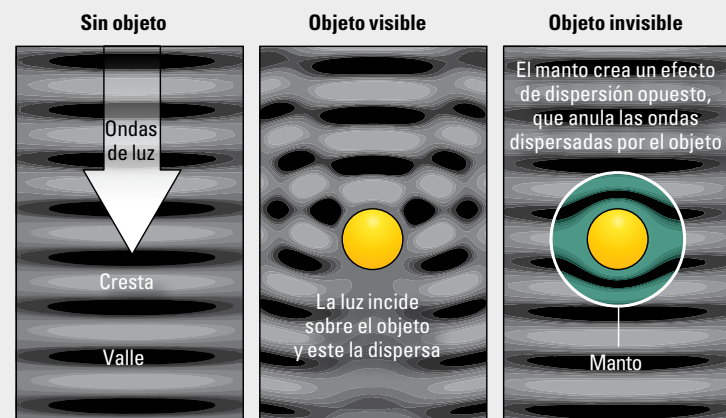 Sin objeto
Objeto visible
Objeto invisible
Ondas
de luz
Cresta
Valle
La luz incide
sobre el objeto
y este la dispersa
El manto crea un efecto
de dispersión opuesto,
que anula las ondas
dispersadas por el objeto
Manto